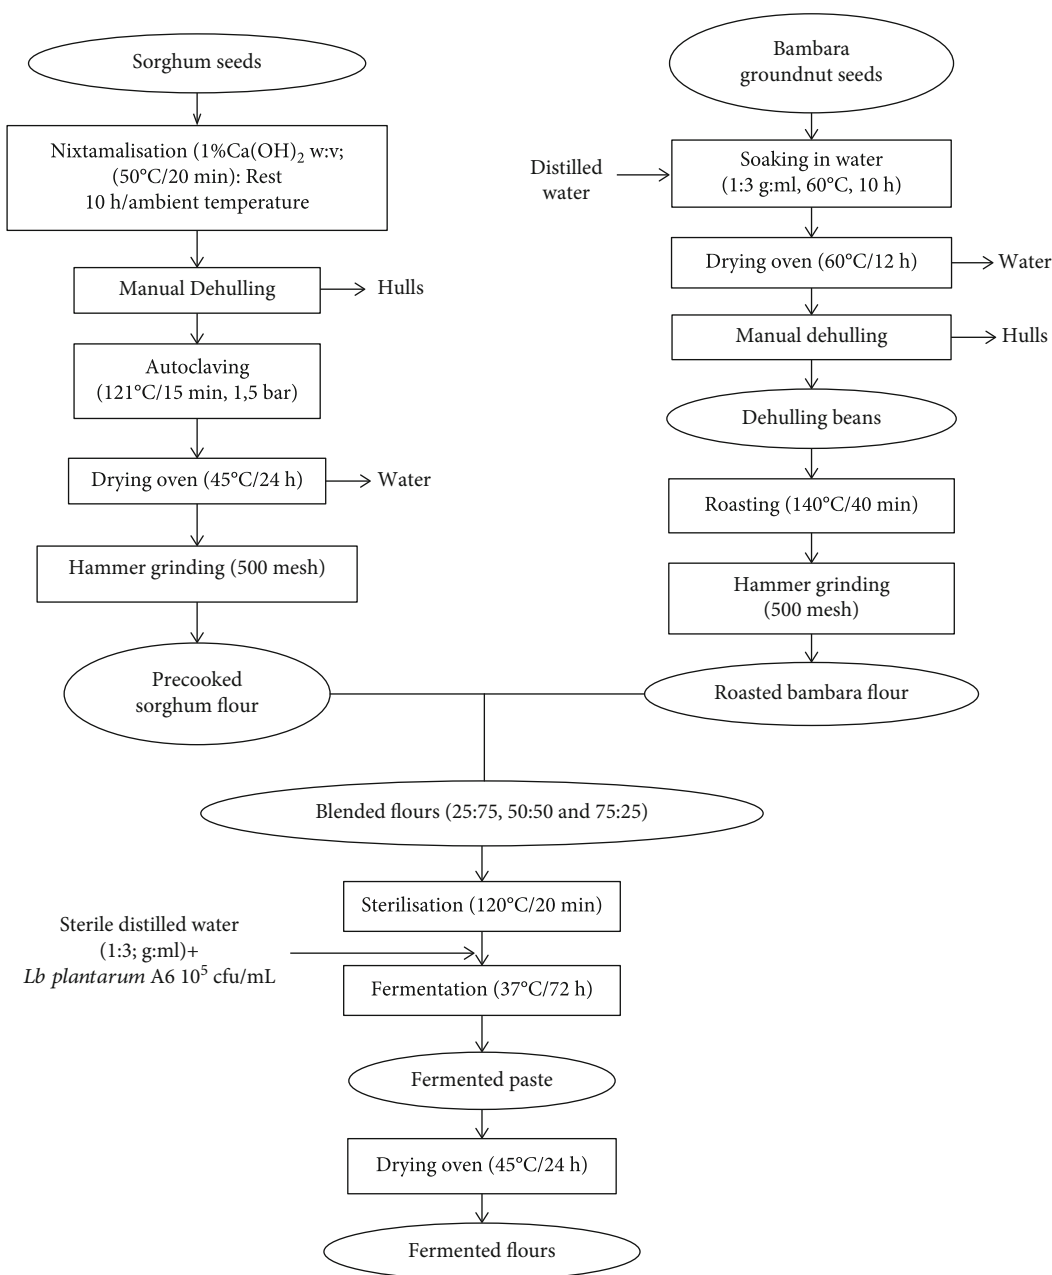 Sorghum seeds
Nixtamalisation (1%Ca(OH)₂ w:v;
(50°C/20 min): Rest
10 h/ambient temperature
Manual Dehulling
Hulls
Autoclaving
(121°C/15 min, 1,5 bar)
Drying oven (45°C/24 h)
Water
Hammer grinding (500 mesh)
Precooked
sorghum flour
Bambara
groundnut seeds
Distilled
water
Soaking in water
(1:3 g:ml, 60°C, 10 h)
Drying oven (60°C/12 h)
Water
Manual dehulling
Hulls
Dehulling beans
Roasting (140°C/40 min)
Hammer grinding
(500 mesh)
Roasted bambara flour
Blended flours (25:75, 50:50 and 75:25)
Sterilisation (120°C/20 min)
Sterile distilled water
(1:3; g:ml)+
Lb plantarum A6 10⁵ cfu/mL
Fermentation (37°C/72 h)
Fermented paste
Drying oven (45°C/24 h)
Fermented flours